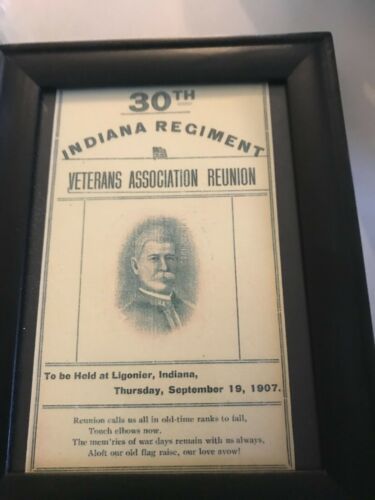 30TH
INDIANA REGIMENT
VETERANS ASSOCIATION REUNION
To be Held at Ligonier, Indiana,
Thursday, September 19, 1907.
Reunion calls us all in old-time ranks to fall,
Touch elbows now.
The mem'ries of war days remain with us always,
Aloft our old flag raise, our love avow!